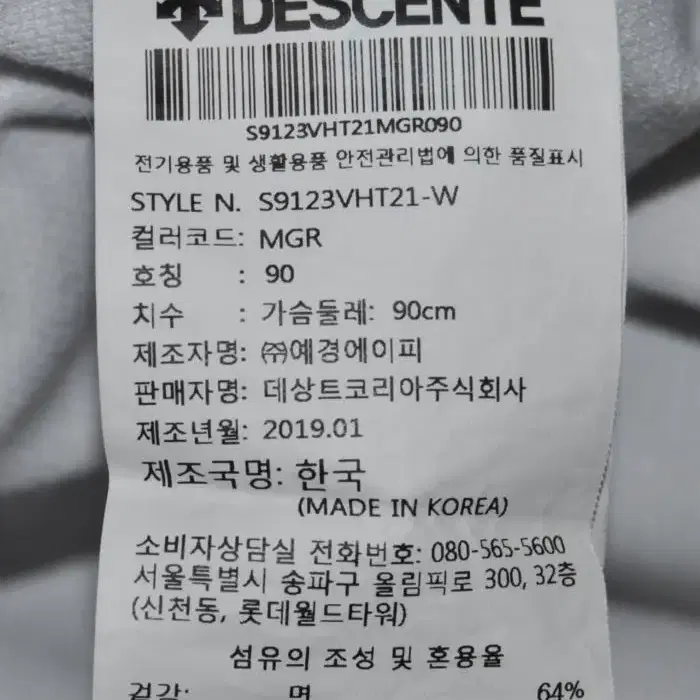 DESCENTE
S9123VHT21MGR090
전기용품 및 생활용품 안전관리법에 의한 품질표시
STYLE N. S9123VHT21-W
컬러코드: MGR
호칭 : 90
치수 : 가슴둘레: 90cm
제조자명: ㈜예경에이피
판매자명: 데상트코리아주식회사
제조년월: 2019.01
제조국명: 한국
(MADE IN KOREA)
소비자상담실 전화번호: 080-565-5600
서울특별시 송파구 올림픽로 300, 32층
(신천동, 롯데월드타워)
섬유의 조성 및 혼용율
겉감: 면 64%